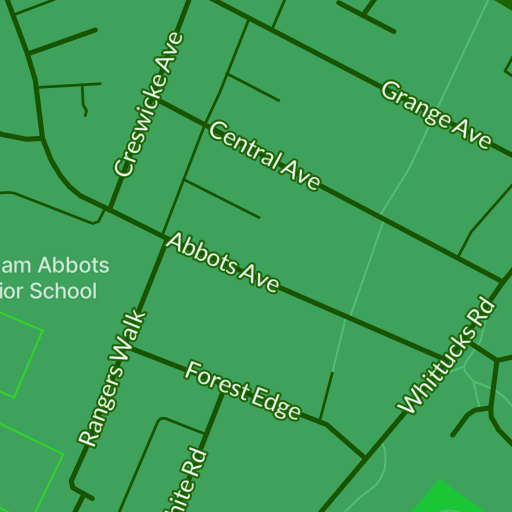 Creswicke Ave
Grange Ave
Central Ave
Abbots Ave
am Abbots
ior School
Whittucks Rd
Rangers Walk
Forest Edge
hite Rd